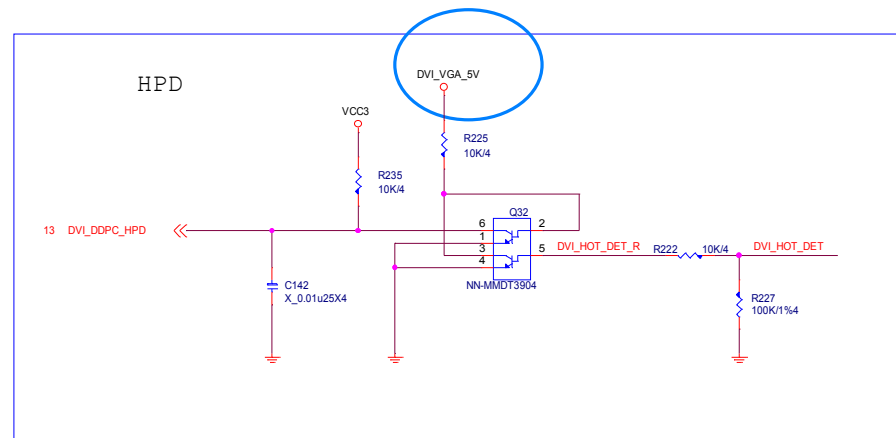 DVI_VGA_5V
HPD
VCC3
R225
10K/4
R235
10K/4
Q32
13 DVI_DDPC_HPD
6
2
1
3
5
4
DVI_HOT_DET_R
R222
10K/4
DVI_HOT_DET
NN-MMDT3904
C142
X_0.01u25X4
R227
100K/1%4